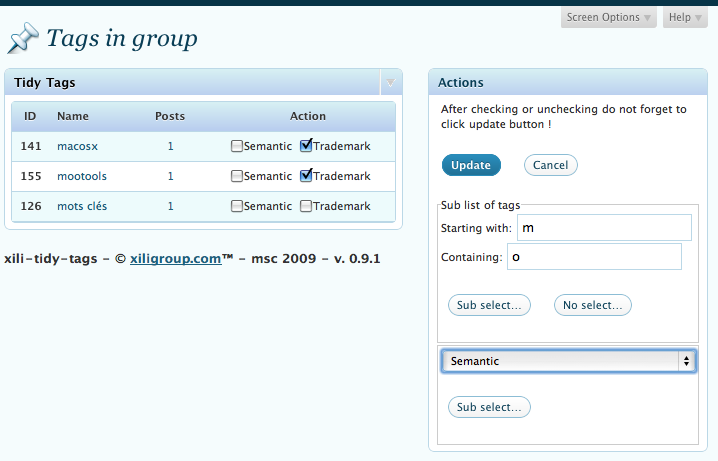 Screen Options Help
Tags in group
Tidy Tags
ID Name Posts Action
141 macosx 1 Semantic Trademark
155 mootools 1 Semantic Trademark
126 mots clés 1 Semantic Trademark
xili-tidy-tags – © xiligroup.com™ – msc 2009 – v. 0.9.1
Actions
After checking or unchecking do not forget to
click update button !
Update Cancel
Sub list of tags
Starting with: m
Containing: o
Sub select... No select...
Semantic
Sub select...